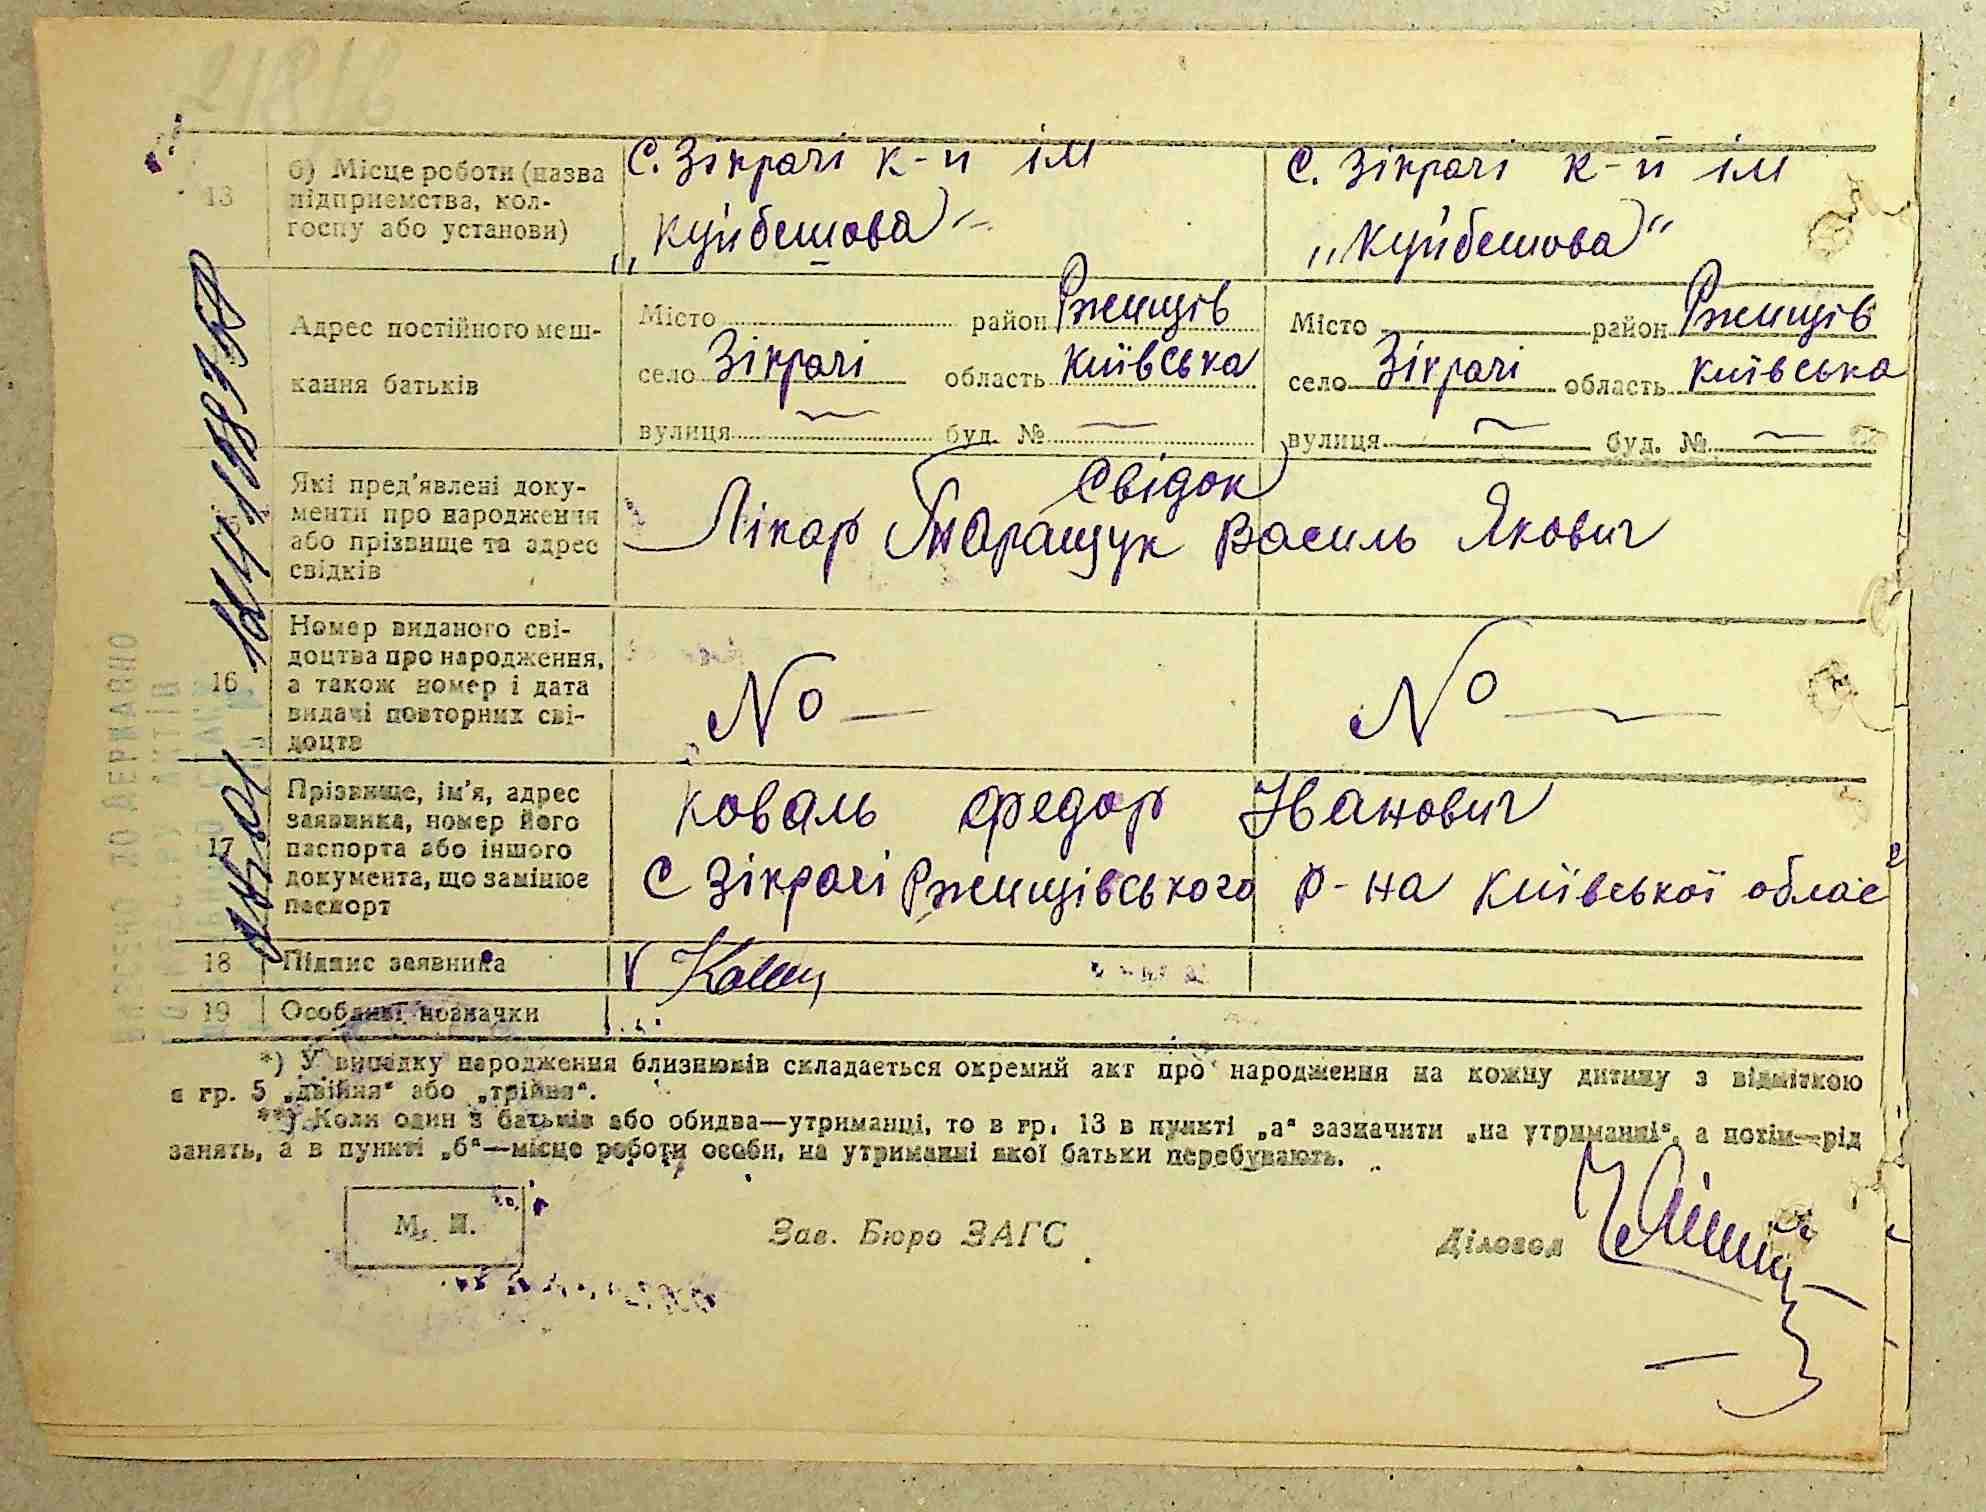 218/6
13
б) Місце роботи (назва підприємства, колгоспу або установи)
С. Зікрачі к-п ім
„Куйбешова"
С. Зікрачі к-п ім
„Куйбешова"
Адрес постійного мешкання батьків
Місто район Ржищів
село Зікрачі область Київська
вулиця буд. №
Місто район Ржищів
село Зікрачі область Київська
вулиця буд. №
Які пред'явлені документи про народження або прізвище та адрес свідків
Свідок
Лікар Таращук Василь Якович
16
Номер виданого свідоцтва про народження, а також номер і дата видачі повторних свідоцтв
№ —
№ —
17
Прізвище, ім'я, адрес заявника, номер його паспорта або іншого документа, що замінює паспорт
Коваль Федор Іванович
С Зікрачі Ржищівського р-на Київської облас
18
Підпис заявника
V
19
Особливі позначки
*) У випадку народження близнюків складається окремий акт про народження на кожну дитину з відміткою
в гр. 5 „двійня" або „трійня".
**) Коли один з батьків або обидва—утриманці, то в гр. 13 в пункті „а" зазначити „на утриманні", а потім—рід
занять, а в пункті „б"—місце роботи особи, на утриманні якої батьки перебувають.
М. П.
Зав. Бюро ЗАГС
Діловод